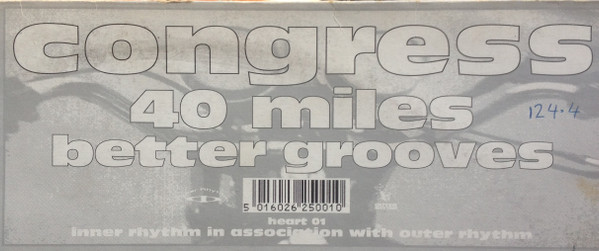 congress
40 miles
124.4
better grooves
5 016026 250010
heart 01
inner rhythm in association with outer rhythm